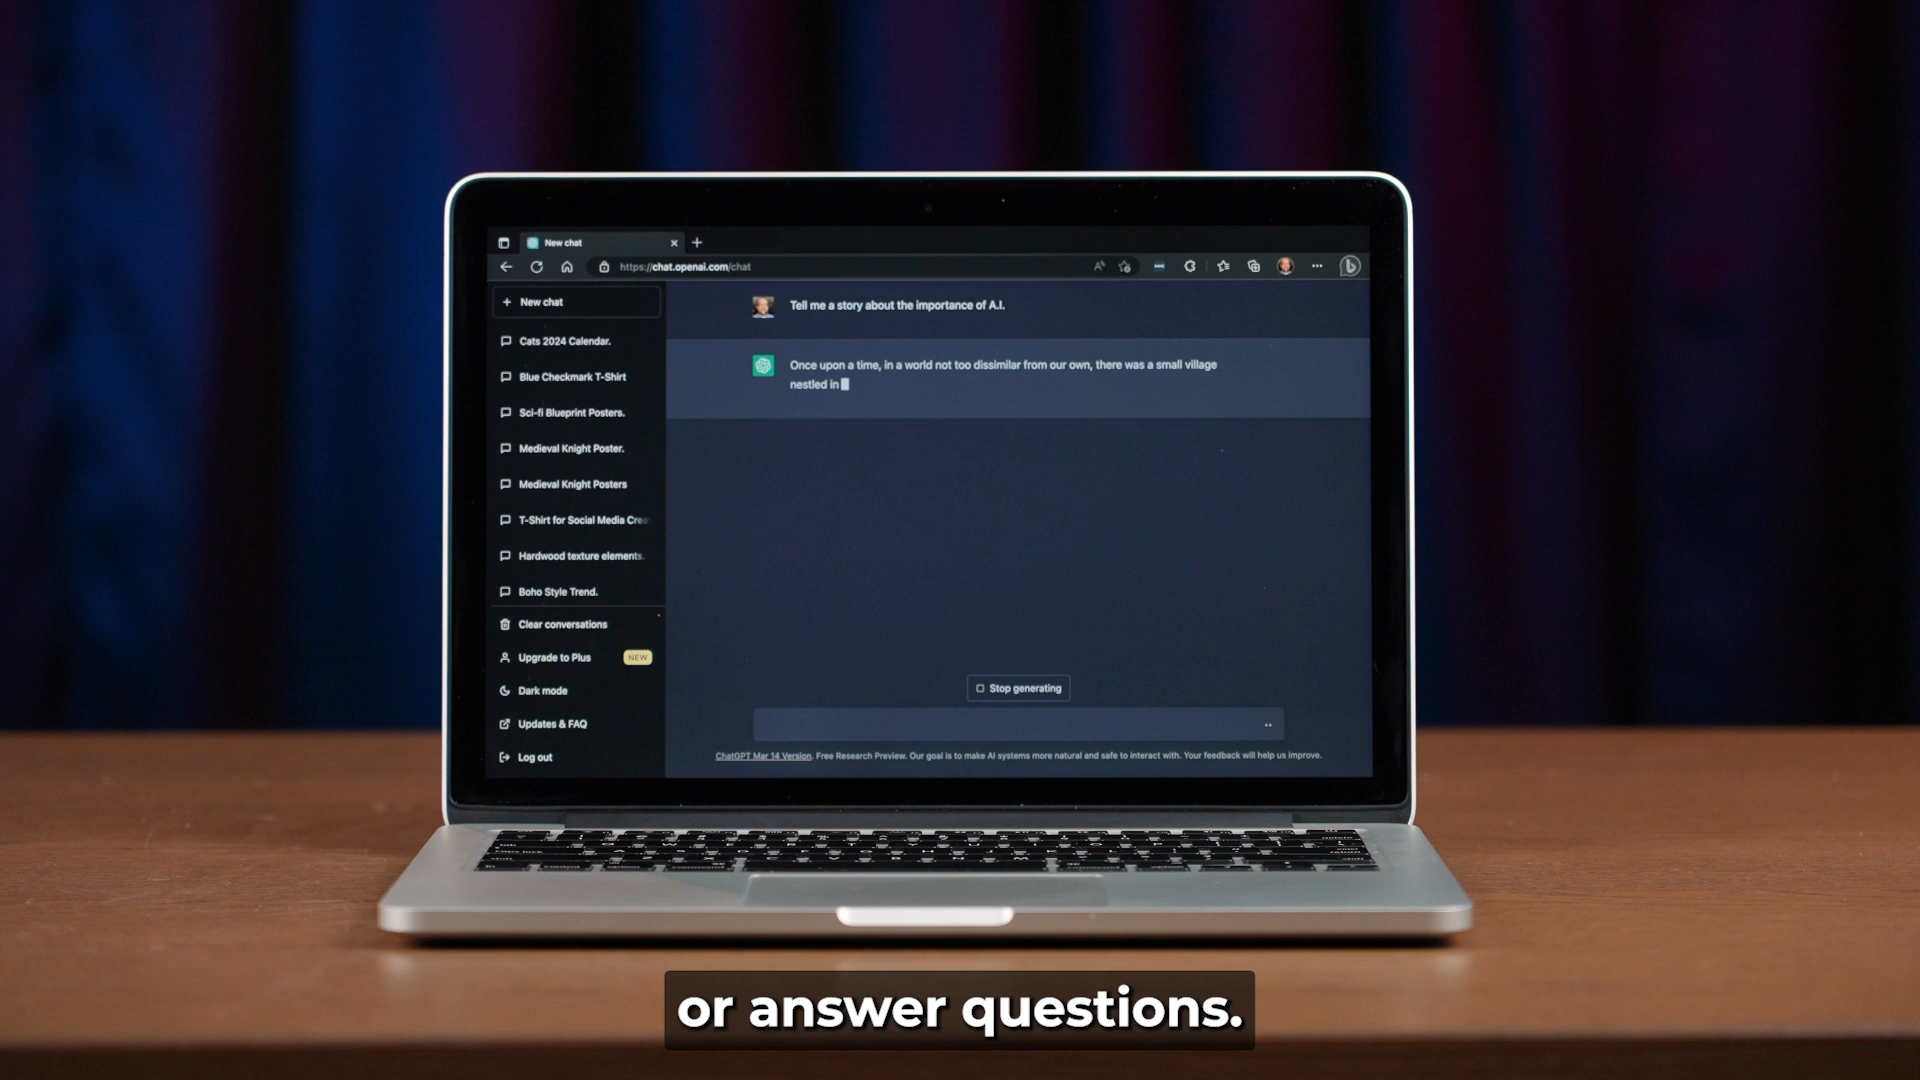 New chat
https://chat.openai.com/chat
New chat
Cats 2024 Calendar.
Blue Checkmark T-Shirt
Sci-fi Blueprint Posters.
Medieval Knight Poster.
Medieval Knight Posters
T-Shirt for Social Media Crea
Hardwood texture elements.
Boho Style Trend.
Clear conversations
Upgrade to Plus NEW
Dark mode
Updates & FAQ
Log out
Tell me a story about the importance of A.I.
Once upon a time, in a world not too dissimilar from our own, there was a small village
nestled in
Stop generating
ChatGPT Mar 14 Version. Free Research Preview. Our goal is to make AI systems more natural and safe to interact with. Your feedback will help us improve.
or answer questions.